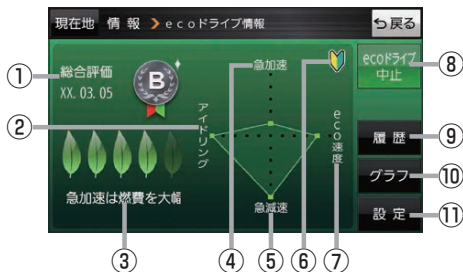 現在地 情報 ecoドライブ情報 戻る
① 総合評価 B
XX. 03. 05
④ 急加速
ecoドライブ 中止 ⑧
② アイドリング
eco速度
履歴 ⑨
グラフ ⑩
急加速は燃費を大幅
急減速
設定 ⑪
③ ④ ⑤ ⑥ ⑦